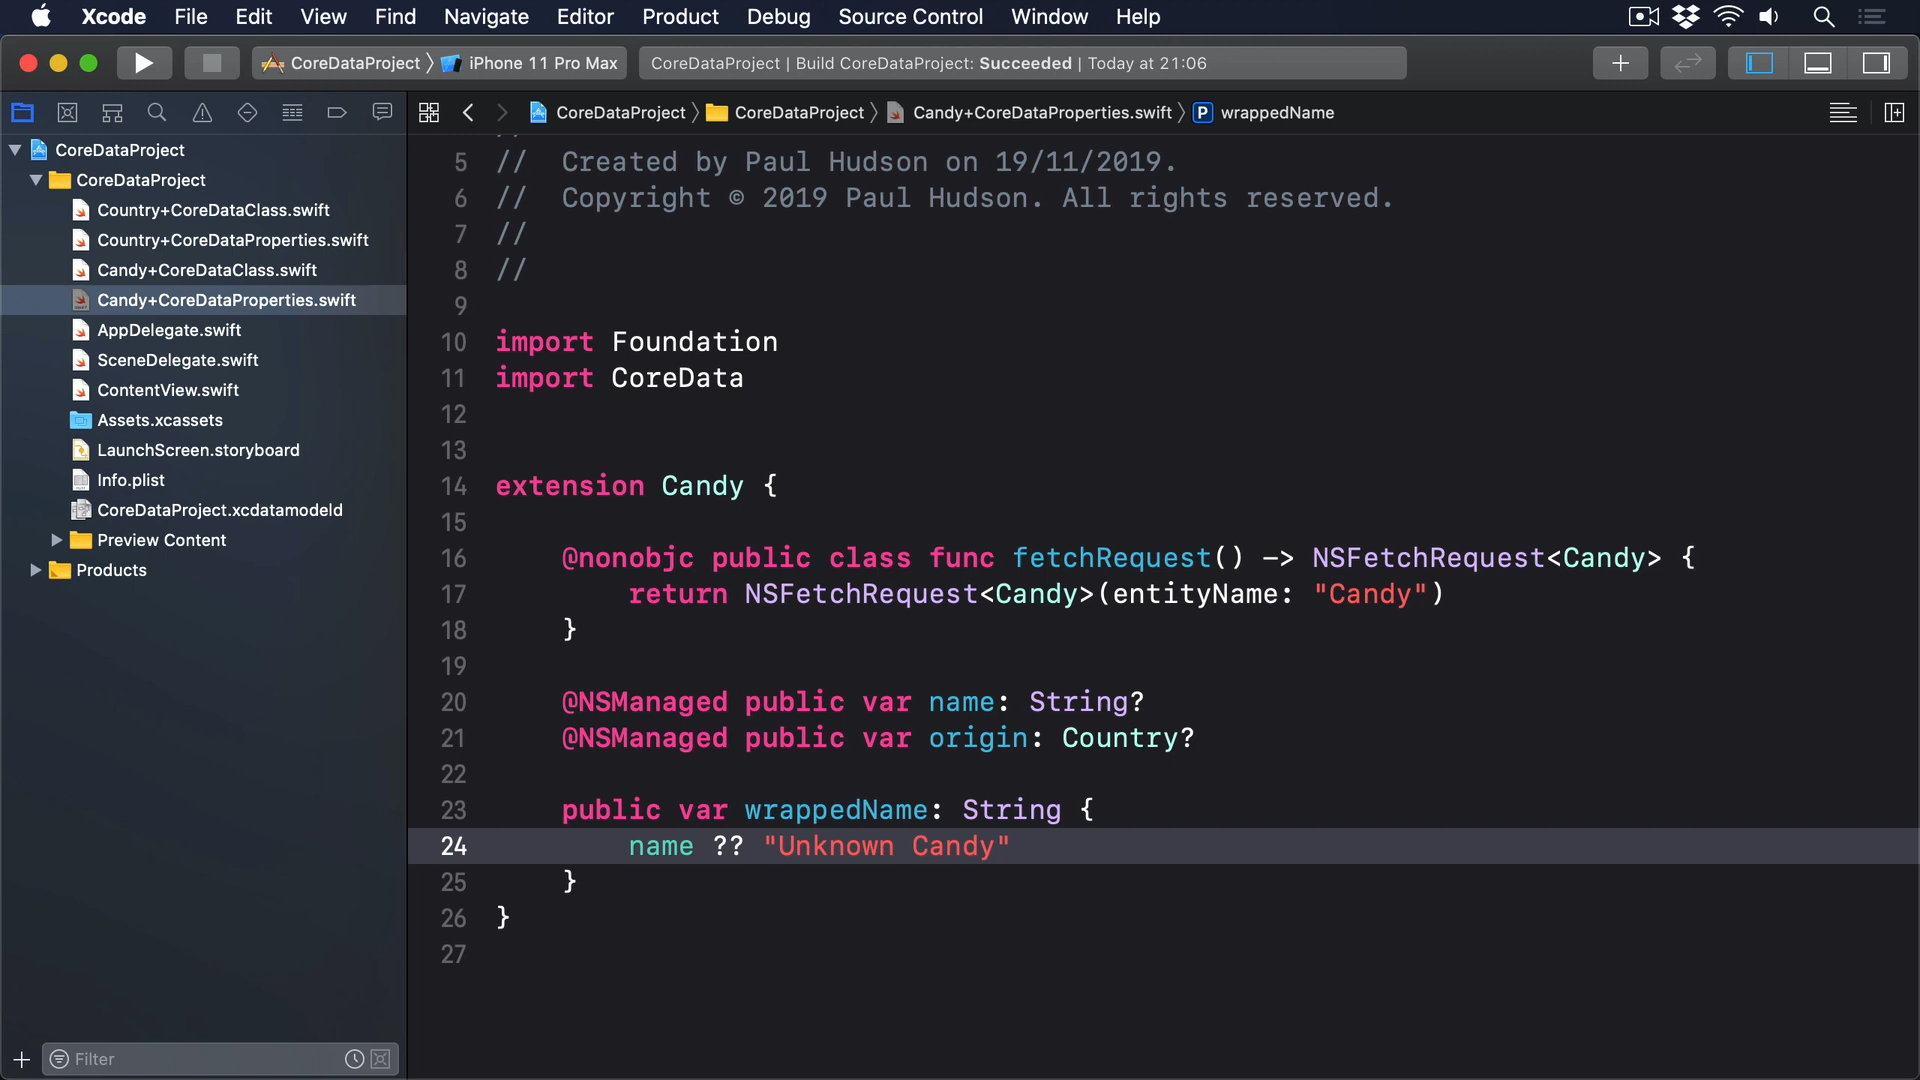 Xcode File Edit View Find Navigate Editor Product Debug Source Control Window Help
CoreDataProject iPhone 11 Pro Max CoreDataProject | Build CoreDataProject: Succeeded | Today at 21:06
CoreDataProject CoreDataProject Candy+CoreDataProperties.swift P wrappedName
CoreDataProject
CoreDataProject
Country+CoreDataClass.swift
Country+CoreDataProperties.swift
Candy+CoreDataClass.swift
Candy+CoreDataProperties.swift
AppDelegate.swift
SceneDelegate.swift
ContentView.swift
Assets.xcassets
LaunchScreen.storyboard
Info.plist
CoreDataProject.xcdatamodeld
Preview Content
Products
Filter
5 // Created by Paul Hudson on 19/11/2019.
6 // Copyright © 2019 Paul Hudson. All rights reserved.
7 //
8 //
9
10 import Foundation
11 import CoreData
12
13
14 extension Candy {
15
16 @nonobjc public class func fetchRequest() -> NSFetchRequest<Candy> {
17 return NSFetchRequest<Candy>(entityName: "Candy")
18 }
19
20 @NSManaged public var name: String?
21 @NSManaged public var origin: Country?
22
23 public var wrappedName: String {
24 name ?? "Unknown Candy"
25 }
26 }
27